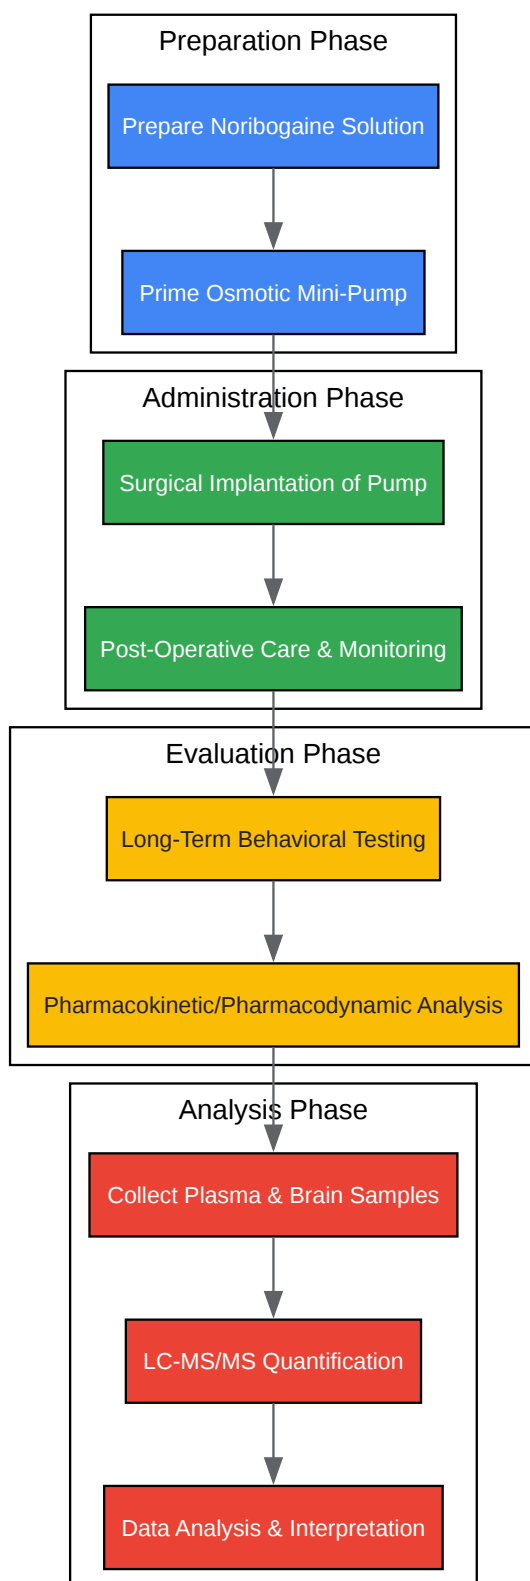 Preparation Phase
Prepare Noribogaine Solution
Prime Osmotic Mini-Pump
Administration Phase
Surgical Implantation of Pump
Post-Operative Care & Monitoring
Evaluation Phase
Long-Term Behavioral Testing
Pharmacokinetic/Pharmacodynamic Analysis
Analysis Phase
Collect Plasma & Brain Samples
LC-MS/MS Quantification
Data Analysis & Interpretation